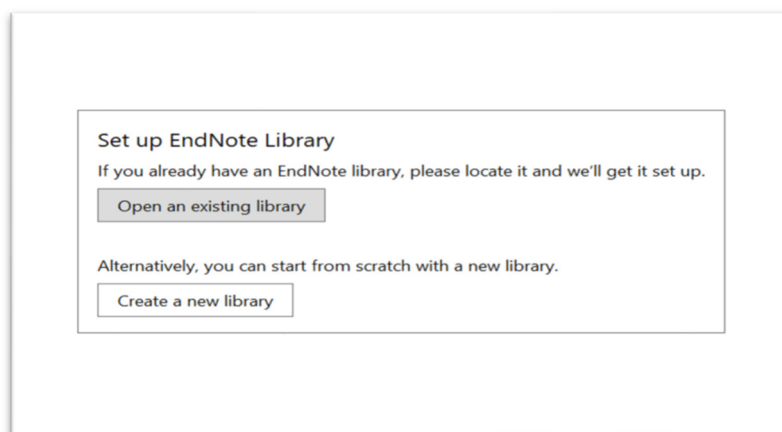 Set up EndNote Library
If you already have an EndNote library, please locate it and we'll get it set up.
Open an existing library
Alternatively, you can start from scratch with a new library.
Create a new library